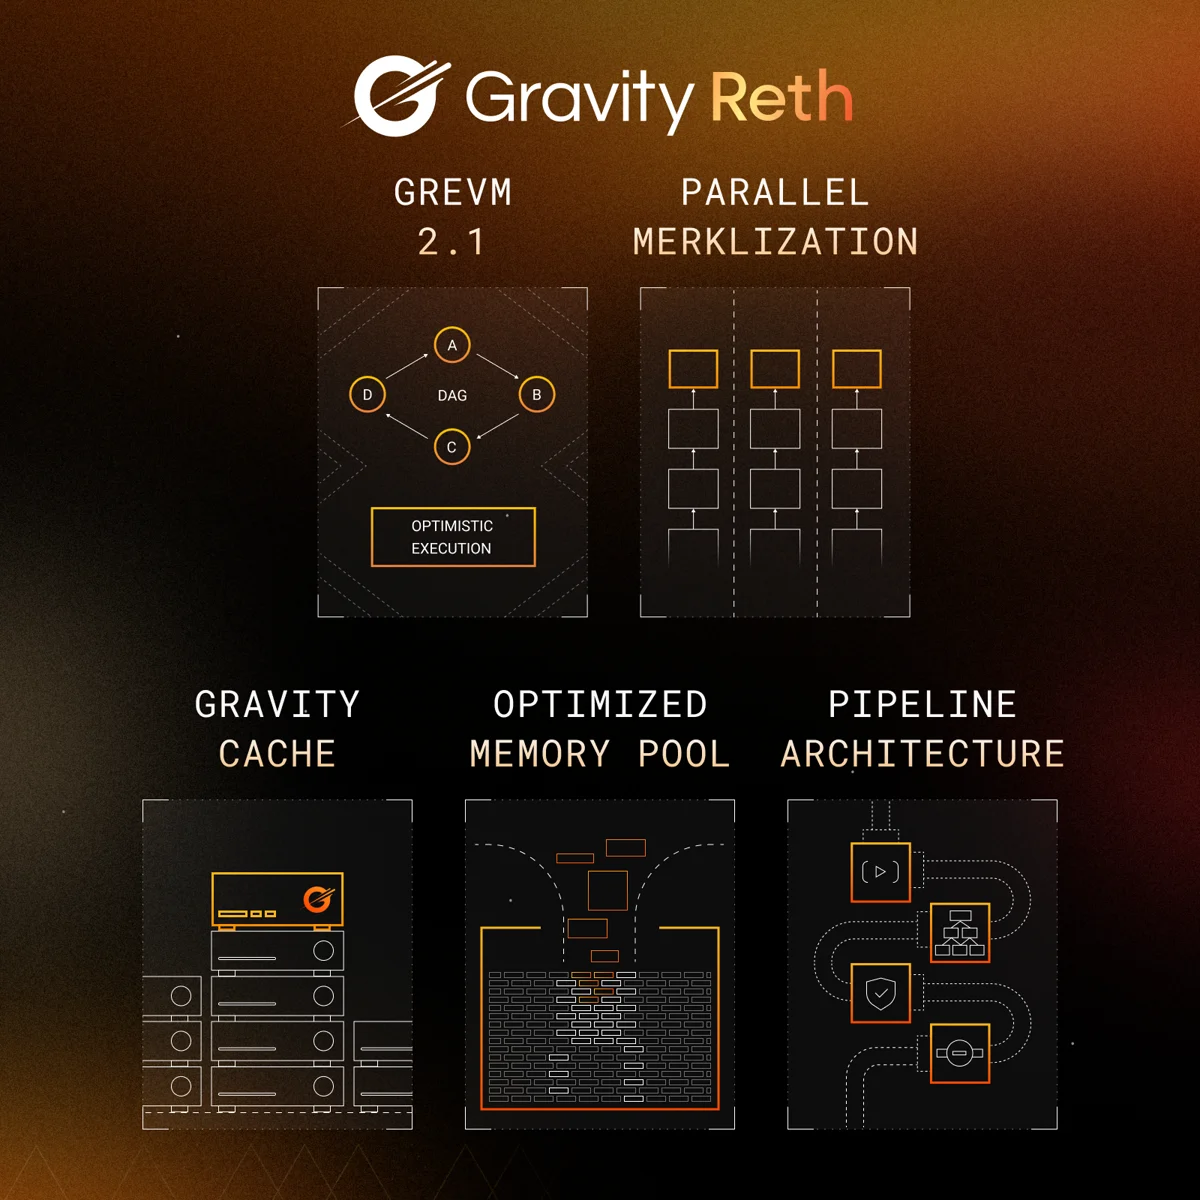 Gravity Reth
GREVM
2.1
PARALLEL
MERKLIZATION
A
D
DAG
B
C
OPTIMISTIC
EXECUTION
GRAVITY
CACHE
OPTIMIZED
MEMORY POOL
PIPELINE
ARCHITECTURE